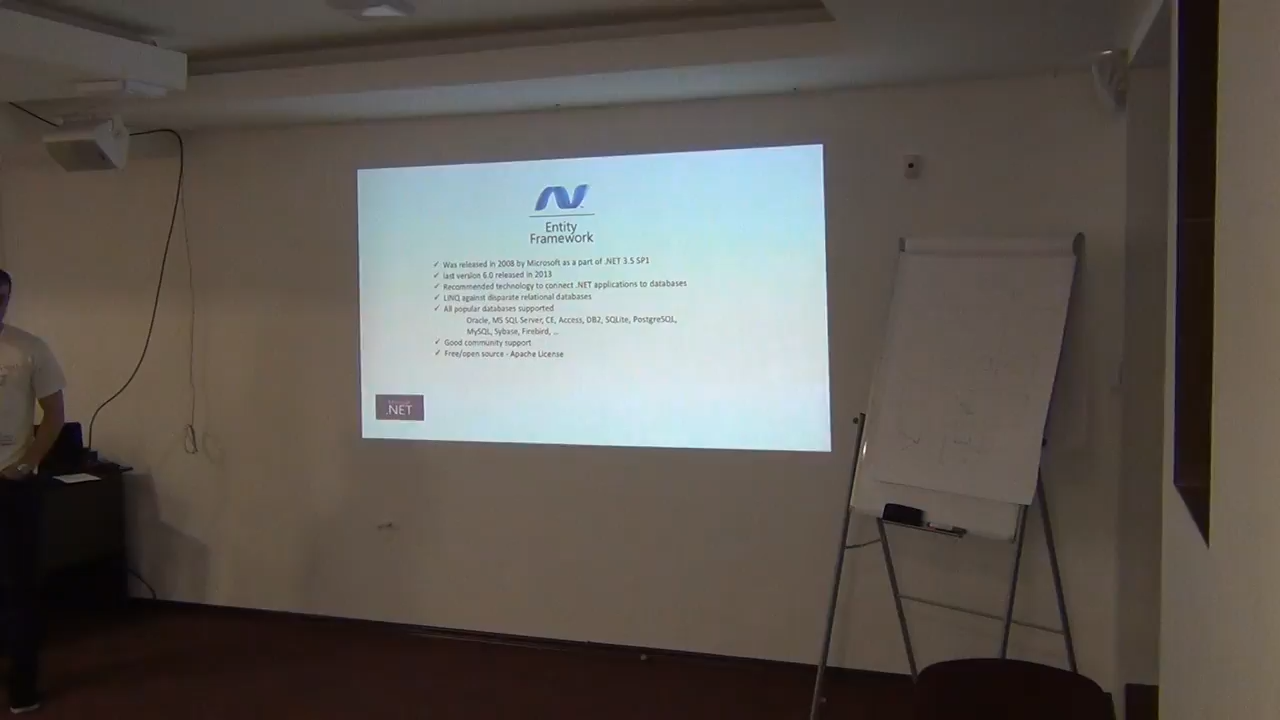 Entity
Framework
✓ Was released in 2008 by Microsoft as a part of .NET 3.5 SP1
✓ last version 6.0 released in 2013
✓ Recommended technology to connect .NET applications to databases
✓ LINQ against disparate relational databases
✓ All popular databases supported
Oracle, MS SQL Server, CE, Access, DB2, SQLite, PostgreSQL,
MySQL, Sybase, Firebird, ...
✓ Good community support
✓ Free/open source - Apache License
Microsoft
.NET